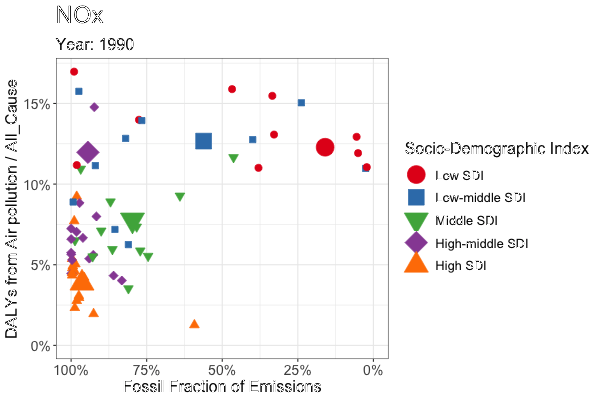 NOx
Year: 1990
DALYs from Air pollution / All_Cause
15%
10%
5%
0%
100%
75%
50%
25%
0%
Fossil Fraction of Emissions
Socio-Demographic Index
Low SDI
Low-middle SDI
Middle SDI
High-middle SDI
High SDI